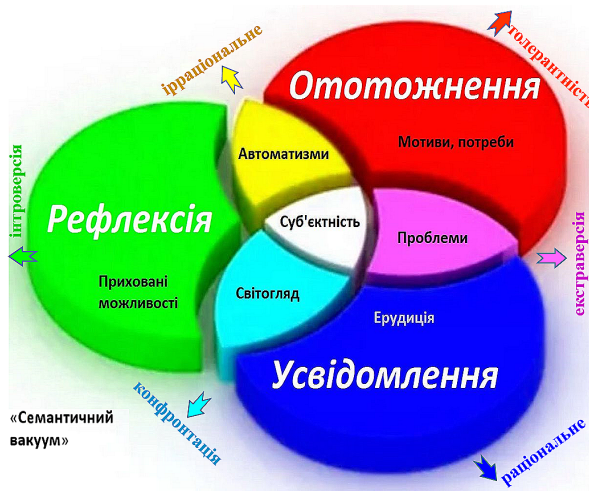 ірраціональне
толерантність
Ототожнення
Мотиви, потреби
Автоматизми
інтроверсія
Рефлексія
Суб'єктність
Проблеми
екстраверсія
Приховані
можливості
Світогляд
Ерудиція
Усвідомлення
конфронтація
«Семантичний
вакуум»
раціональне